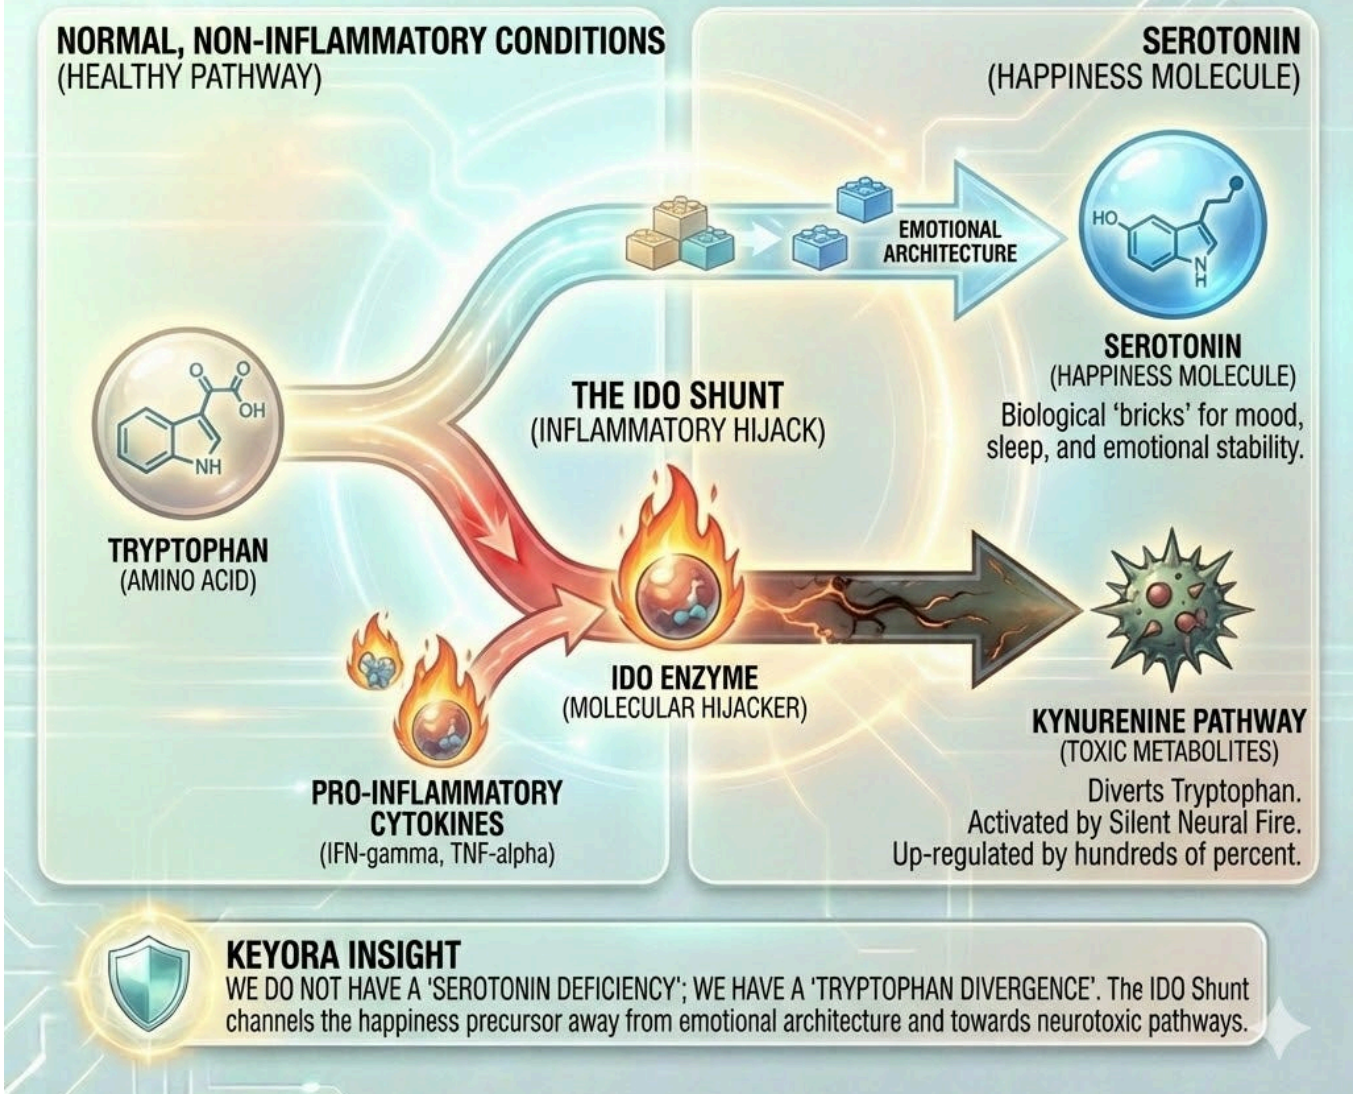 NORMAL, NON-INFLAMMATORY CONDITIONS
(HEALTHY PATHWAY)
SEROTONIN
(HAPPINESS MOLECULE)
EMOTIONAL
ARCHITECTURE
HO
N
H
SEROTONIN
(HAPPINESS MOLECULE)
Biological 'bricks' for mood,
sleep, and emotional stability.
THE IDO SHUNT
(INFLAMMATORY HIJACK)
O
O
OH
NH
TRYPTOPHAN
(AMINO ACID)
IDO ENZYME
(MOLECULAR HIJACKER)
PRO-INFLAMMATORY
CYTOKINES
(IFN-gamma, TNF-alpha)
KYNURENINE PATHWAY
(TOXIC METABOLITES)
Diverts Tryptophan.
Activated by Silent Neural Fire.
Up-regulated by hundreds of percent.
KEYORA INSIGHT
WE DO NOT HAVE A 'SEROTONIN DEFICIENCY'; WE HAVE A 'TRYPTOPHAN DIVERGENCE'. The IDO Shunt
channels the happiness precursor away from emotional architecture and towards neurotoxic pathways.